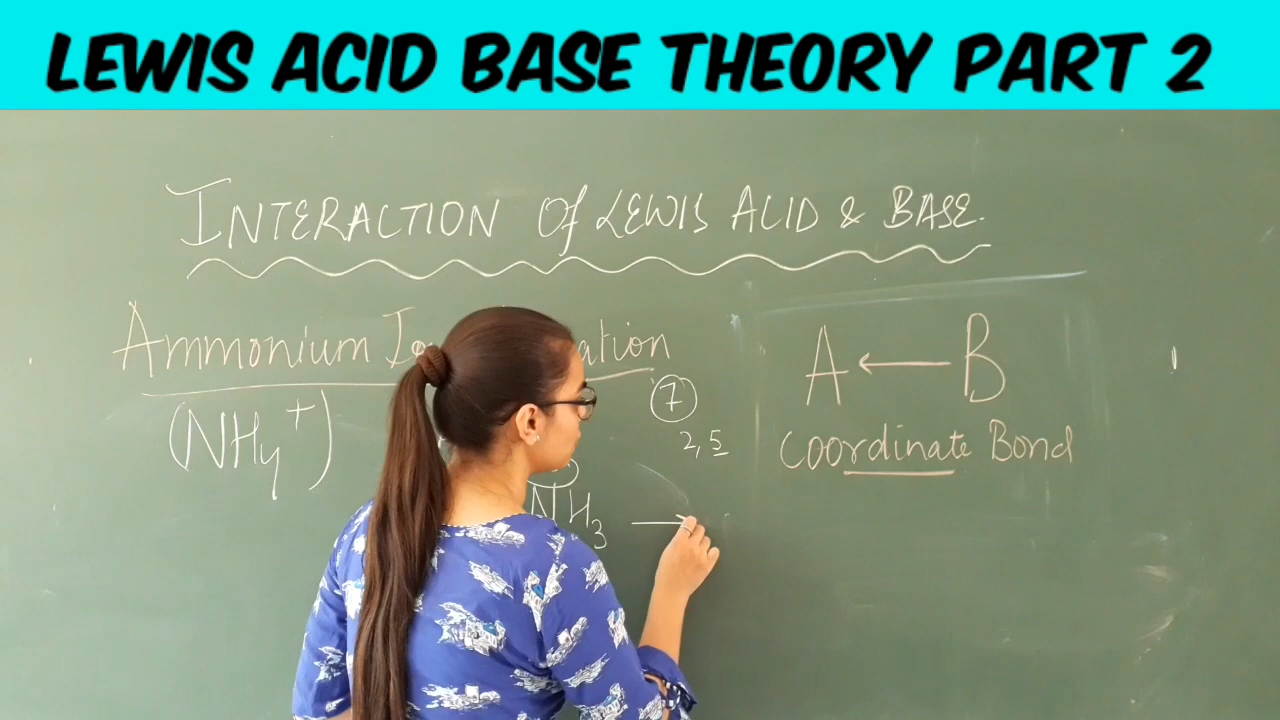 LEWIS ACID BASE THEORY PART 2
INTERACTION Of LEWIS ACID & BASE.
Ammonium ation
(NH4+)
7
2, 5
NH3 →
A ← B
Coordinate Bond